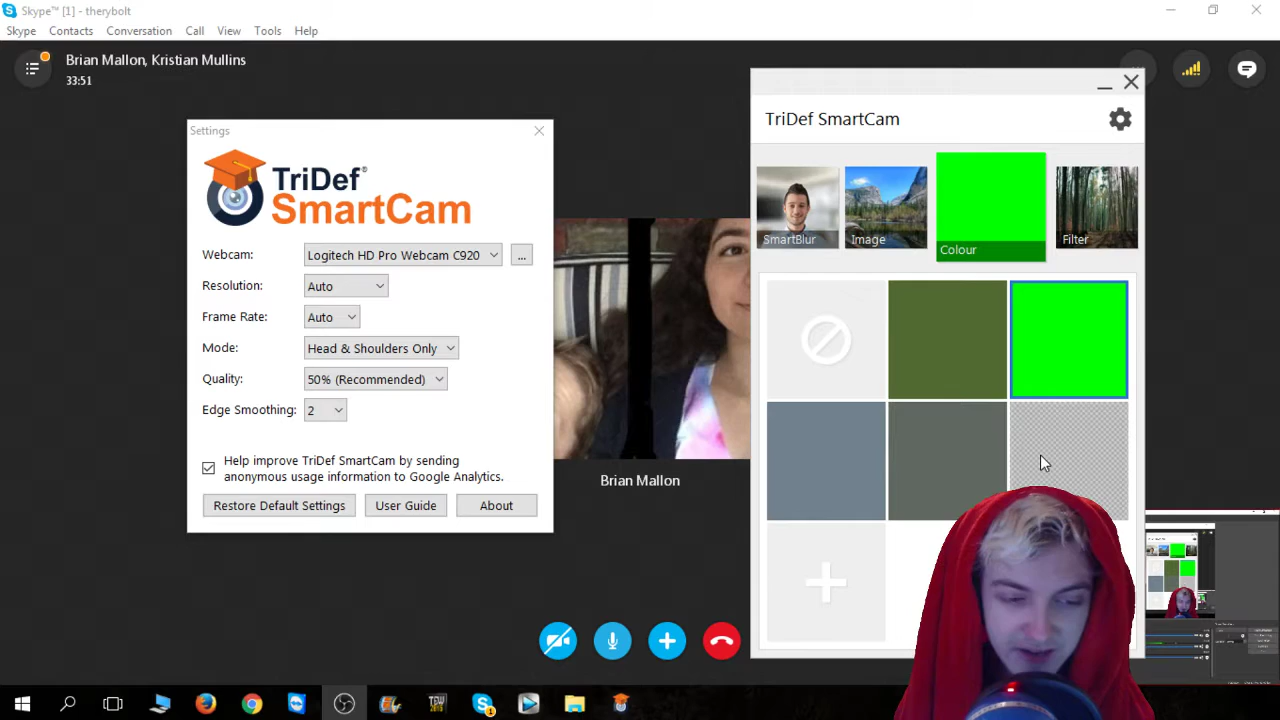 Skype™ [1] - therybolt
Skype Contacts Conversation Call View Tools Help
Brian Mallon, Kristian Mullins
33:51
Settings
TriDef®
SmartCam
Webcam: Logitech HD Pro Webcam C920 ...
Resolution: Auto
Frame Rate: Auto
Mode: Head & Shoulders Only
Quality: 50% (Recommended)
Edge Smoothing: 2
Help improve TriDef SmartCam by sending
anonymous usage information to Google Analytics.
Restore Default Settings User Guide About
Brian Mallon
TriDef SmartCam
SmartBlur Image Colour Filter